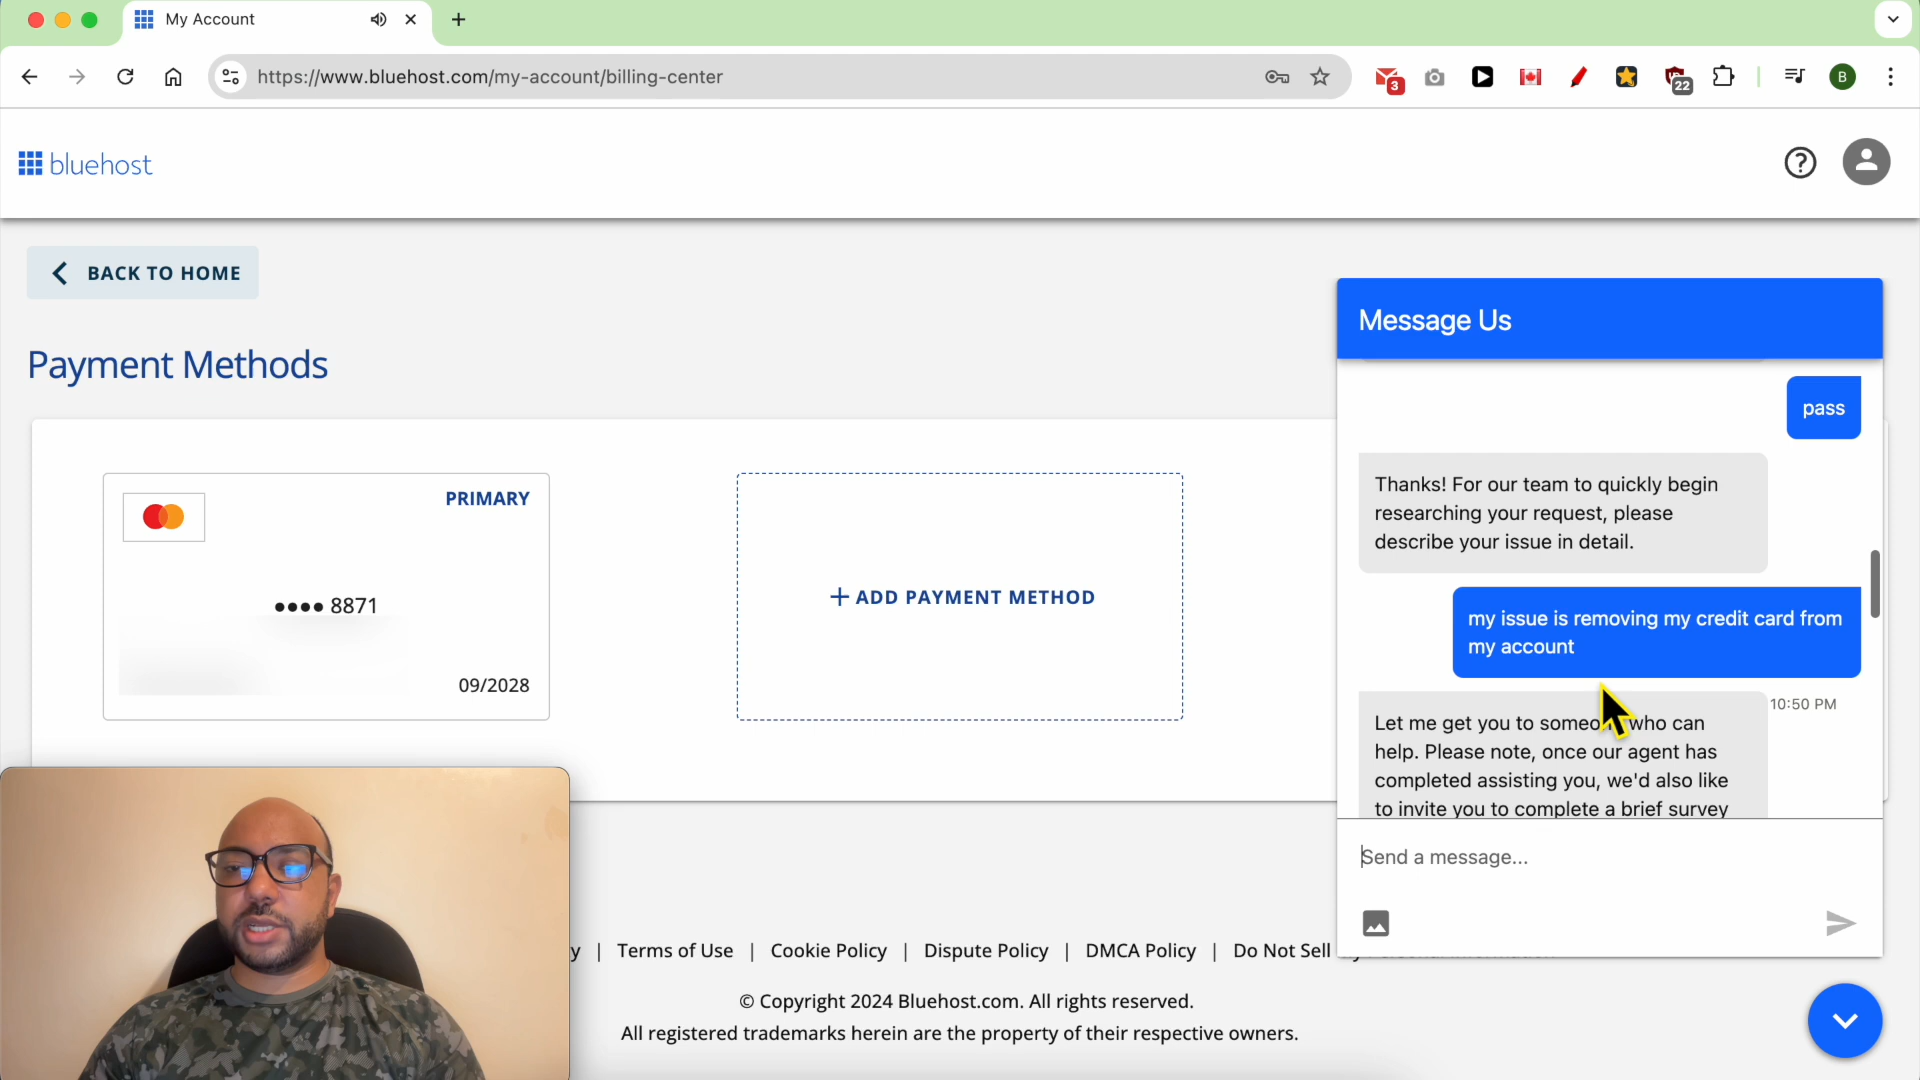 My Account
https://www.bluehost.com/my-account/billing-center
3
22
B
bluehost
BACK TO HOME
Payment Methods
PRIMARY
•••• 8871
09/2028
+ ADD PAYMENT METHOD
Message Us
pass
Thanks! For our team to quickly begin
researching your request, please
describe your issue in detail.
my issue is removing my credit card from
my account
10:50 PM
Let me get you to who can
help. Please note, once our agent has
completed assisting you, we'd also like
to invite you to complete a brief survey
Send a message...
y | Terms of Use | Cookie Policy | Dispute Policy | DMCA Policy | Do Not Sell
© Copyright 2024 Bluehost.com. All rights reserved.
All registered trademarks herein are the property of their respective owners.